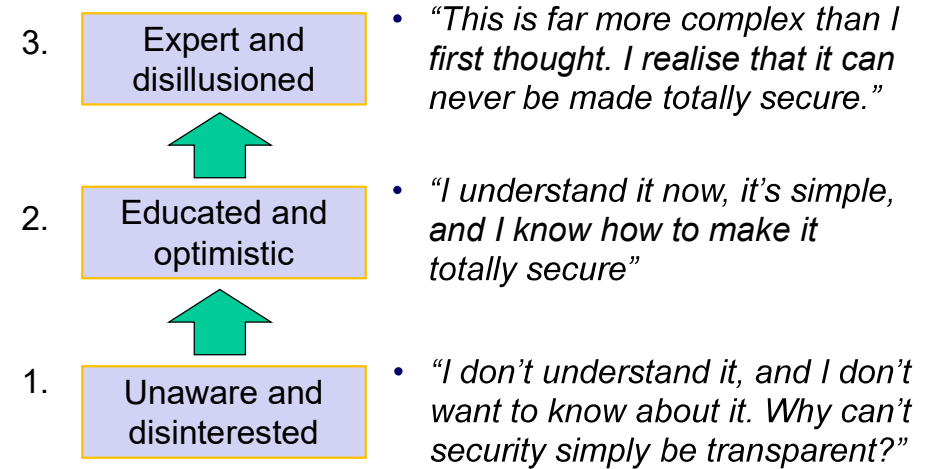 3.
Expert and
disillusioned
• “This is far more complex than I
first thought. I realise that it can
never be made totally secure.”
2.
Educated and
optimistic
• “I understand it now, it’s simple,
and I know how to make it
totally secure”
1.
Unaware and
disinterested
• “I don’t understand it, and I don’t
want to know about it. Why can’t
security simply be transparent?”